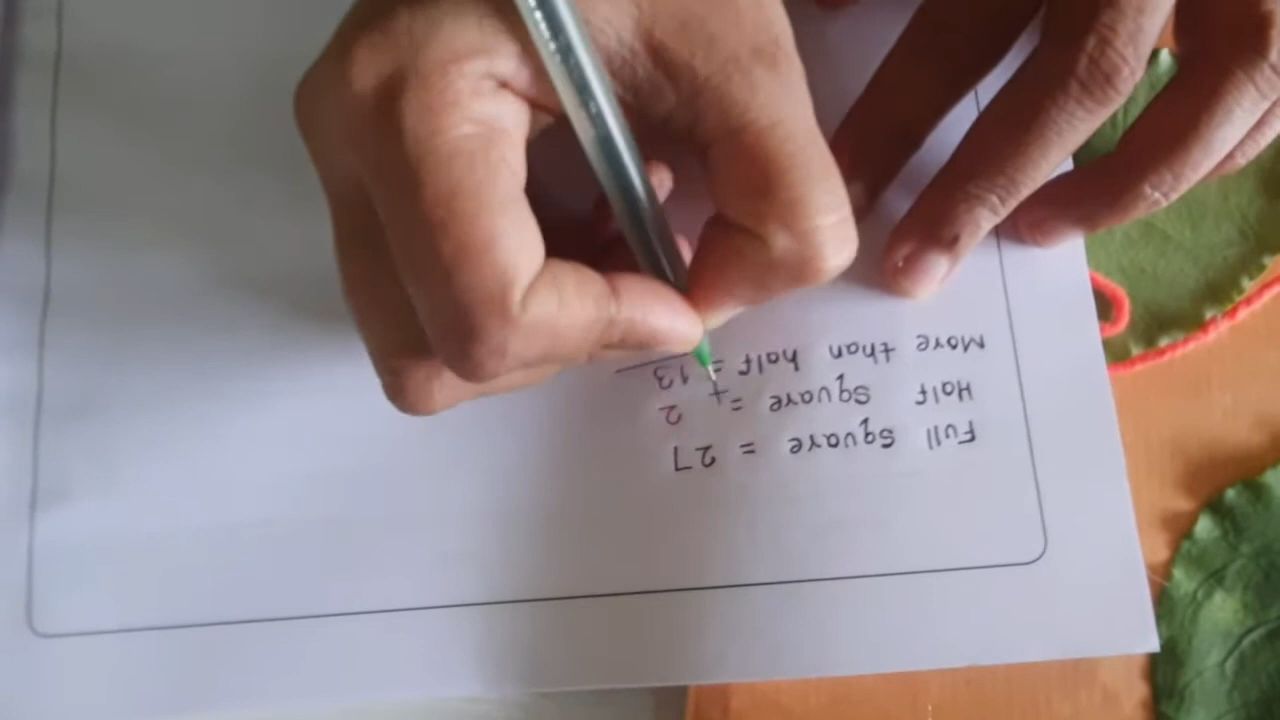 Full Square = 27
Half Square = 2
+
More than half = 13